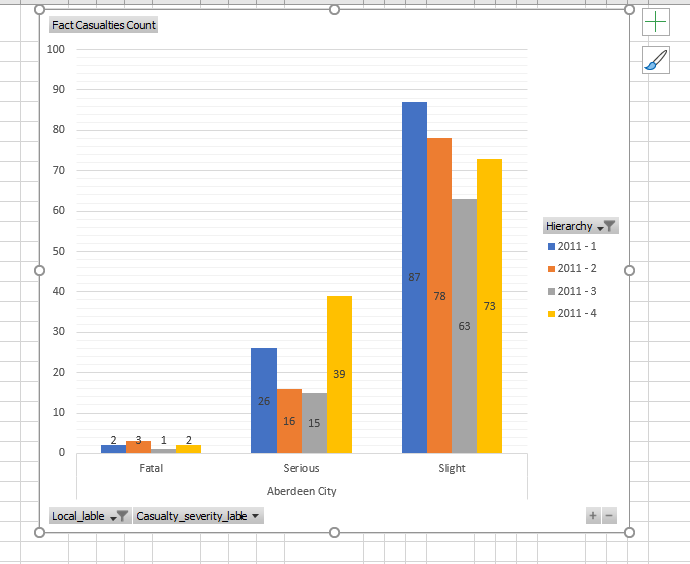 Fact Casualties Count
100
90
80
70
60
50
40
30
20
10
0
2 3 1 2
26 16 15 39
87 78 63 73
Fatal Serious Slight
Aberdeen City
Hierarchy
2011 - 1
2011 - 2
2011 - 3
2011 - 4
Local_lable Casualty_severity_lable
+ −